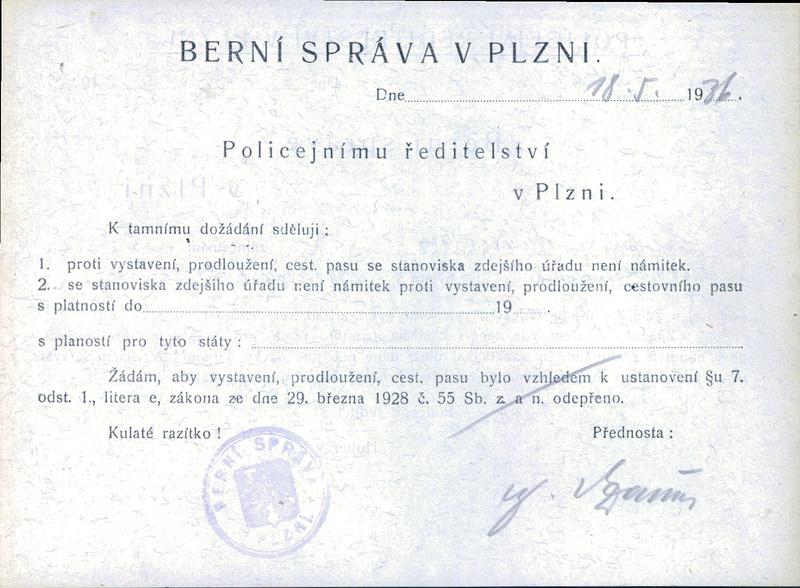 BERNÍ SPRÁVA V PLZNI.
Dne 18.5. 1936.
Policejnímu ředitelství
v Plzni.
K tamnímu dožádání sděluji:
1. proti vystavení, prodloužení, cest. pasu se stanoviska zdejšího úřadu není námitek.
2. se stanoviska zdejšiho úřadu není námitek proti vystavení, prodloužení, cestovního pasu
s platností do 19 .
s plaností pro tyto státy:
Žádám, aby vystavení, prodloužení, cest. pasu bylo vzhledem k ustanovení §u 7.
odst. 1., litera e, zákona ze dne 29. března 1928 č. 55 Sb. z. a n. odepřeno.
Kulaté razítko! Přednosta:
BERNÍ SPRÁVA